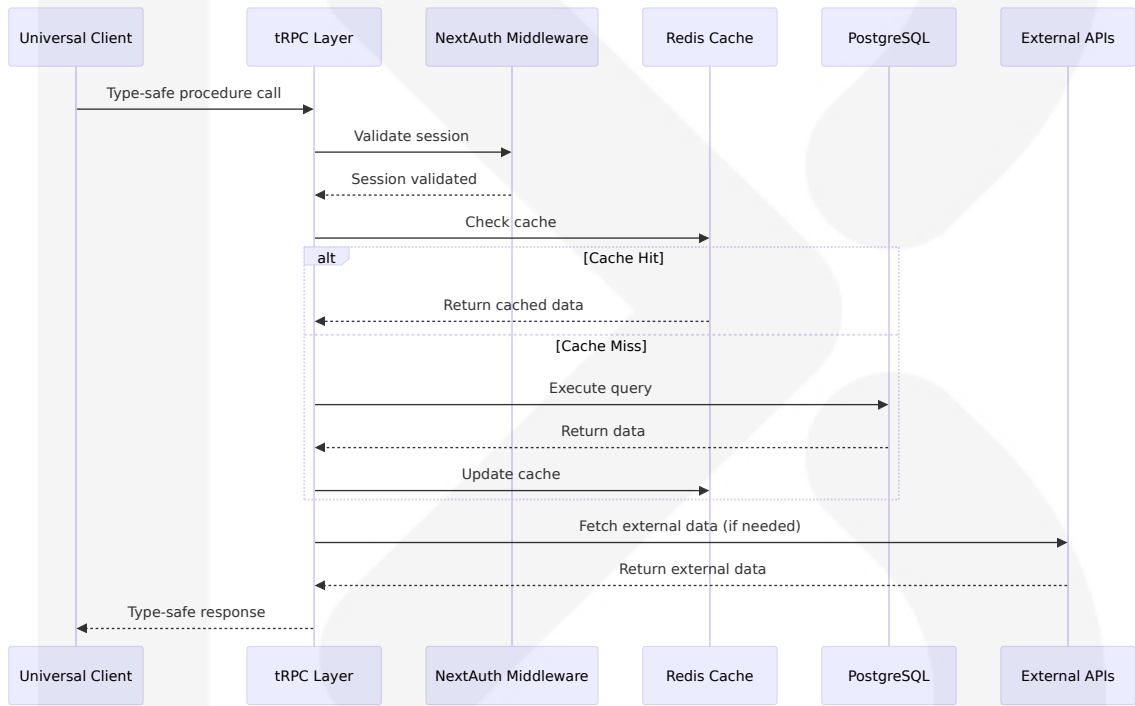 Universal Client
tRPC Layer
NextAuth Middleware
Redis Cache
PostgreSQL
External APIs
Type-safe procedure call
Validate session
Session validated
Check cache
alt
[Cache Hit]
Return cached data
[Cache Miss]
Execute query
Return data
Update cache
Fetch external data (if needed)
Return external data
Type-safe response
Universal Client
tRPC Layer
NextAuth Middleware
Redis Cache
PostgreSQL
External APIs